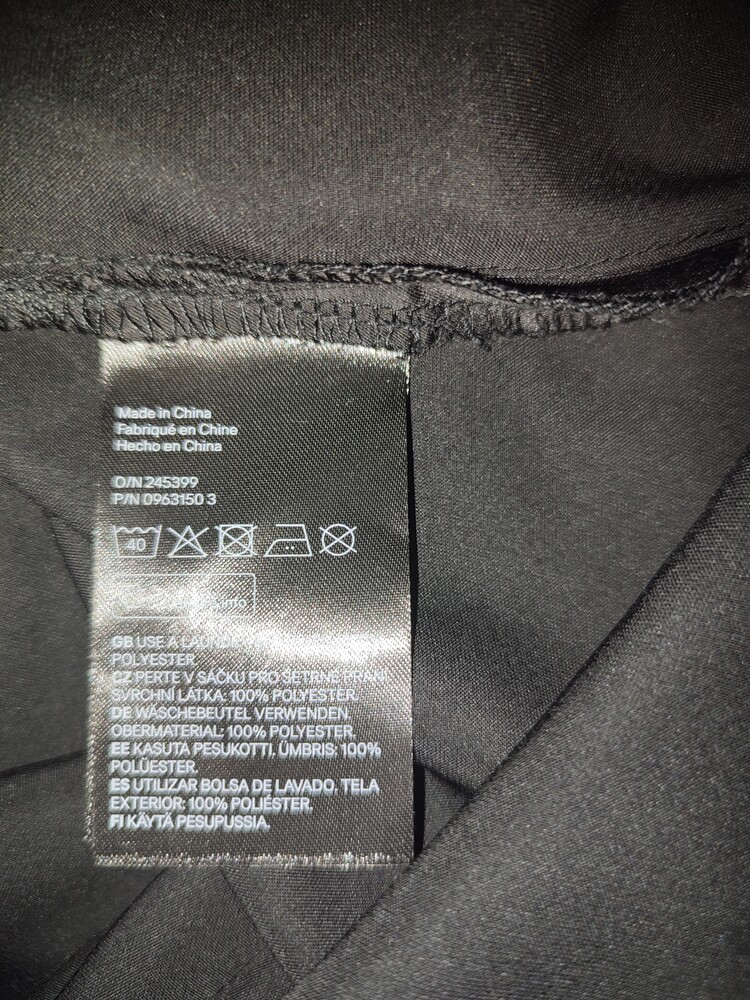 Made in China
Fabriqué en Chine
Hecho en China
O/N 245399
P/N 0963150 3
40
GB USE A
POLYESTER
CZ PERTE V SÁČKU PRO ŠETRNÉ PRANÍ
SVRCHNÍ LÁTKA: 100% POLYESTER.
DE WÄSCHEBEUTEL VERWENDEN.
OBERMATERIAL: 100% POLYESTER.
EE KASUTA PESUKOTTI. ÜMBRIS: 100%
POLÜESTER.
ES UTILIZAR BOLSA DE LAVADO. TELA
EXTERIOR: 100% POLIÉSTER.
FI KÄYTÄ PESUPUSSIA.